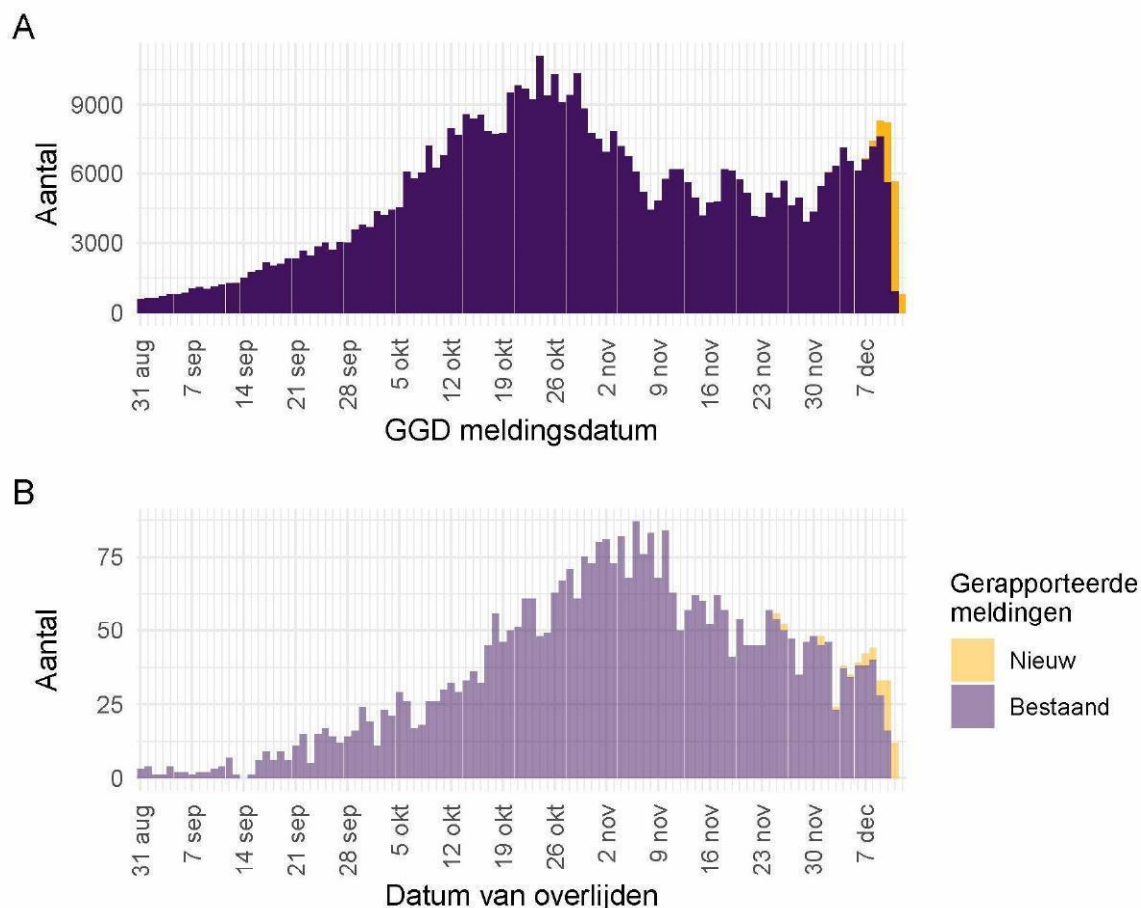 A
Aantal
9000
6000
3000
0
31 aug
7 sep
14 sep
21 sep
28 sep
5 okt
12 okt
19 okt
26 okt
2 nov
9 nov
16 nov
23 nov
30 nov
7 dec
GGD meldingsdatum
B
Aantal
75
50
25
0
31 aug
7 sep
14 sep
21 sep
28 sep
5 okt
12 okt
19 okt
26 okt
2 nov
9 nov
16 nov
23 nov
30 nov
7 dec
Datum van overlijden
Gerapporteerde
meldingen
Nieuw
Bestaand